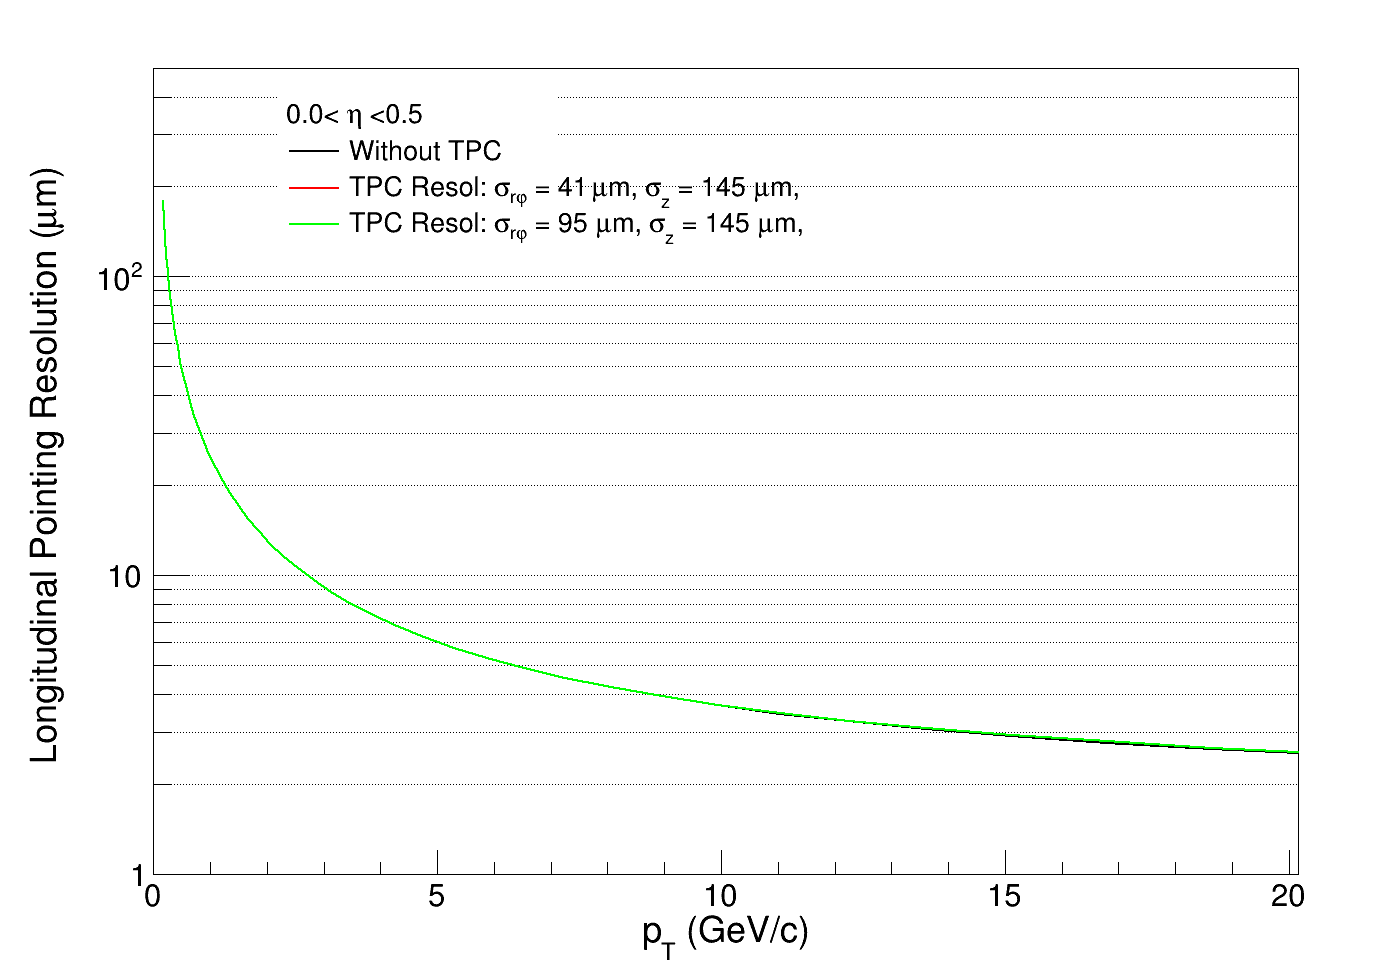 0.0< η <0.5
Without TPC
TPC Resol: σrφ = 41 μm, σz = 145 μm,
TPC Resol: σrφ = 95 μm, σz = 145 μm,
Longitudinal Pointing Resolution (μm)
10²
10
1
0 5 10 15 20
pT (GeV/c)